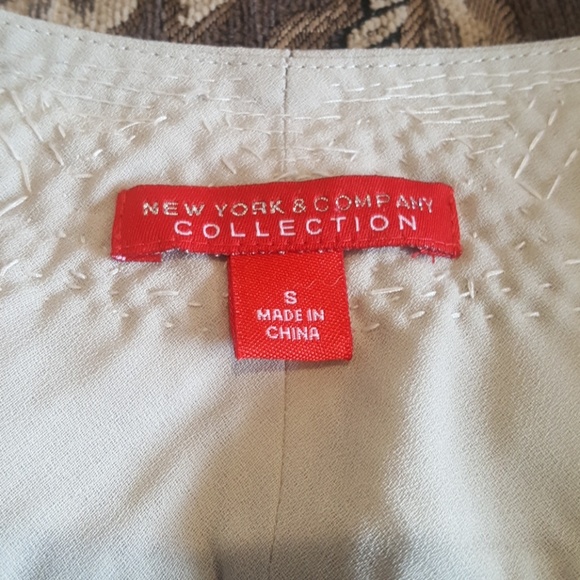 NEW YORK & COMPANY
COLLECTION
S
MADE IN
CHINA